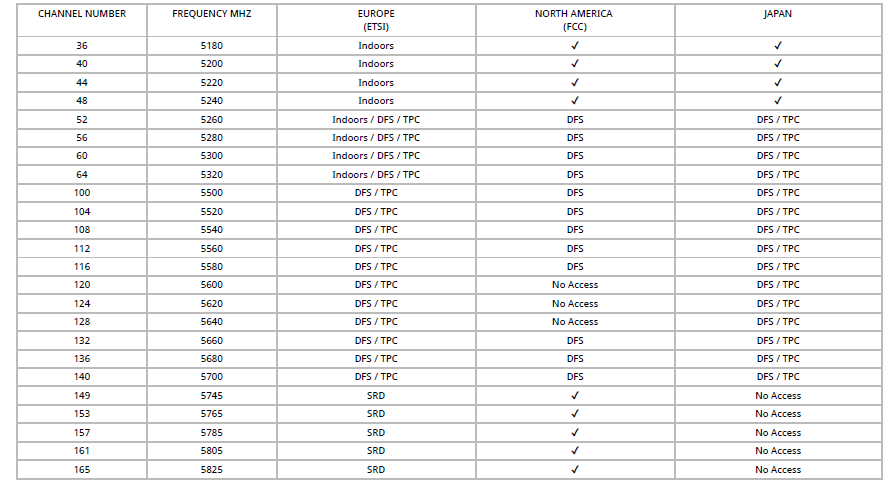 CHANNEL NUMBER FREQUENCY MHZ EUROPE (ETSI) NORTH AMERICA (FCC) JAPAN
36 5180 Indoors ✓ ✓
40 5200 Indoors ✓ ✓
44 5220 Indoors ✓ ✓
48 5240 Indoors ✓ ✓
52 5260 Indoors / DFS / TPC DFS DFS / TPC
56 5280 Indoors / DFS / TPC DFS DFS / TPC
60 5300 Indoors / DFS / TPC DFS DFS / TPC
64 5320 Indoors / DFS / TPC DFS DFS / TPC
100 5500 DFS / TPC DFS DFS / TPC
104 5520 DFS / TPC DFS DFS / TPC
108 5540 DFS / TPC DFS DFS / TPC
112 5560 DFS / TPC DFS DFS / TPC
116 5580 DFS / TPC DFS DFS / TPC
120 5600 DFS / TPC No Access DFS / TPC
124 5620 DFS / TPC No Access DFS / TPC
128 5640 DFS / TPC No Access DFS / TPC
132 5660 DFS / TPC DFS DFS / TPC
136 5680 DFS / TPC DFS DFS / TPC
140 5700 DFS / TPC DFS DFS / TPC
149 5745 SRD ✓ No Access
153 5765 SRD ✓ No Access
157 5785 SRD ✓ No Access
161 5805 SRD ✓ No Access
165 5825 SRD ✓ No Access